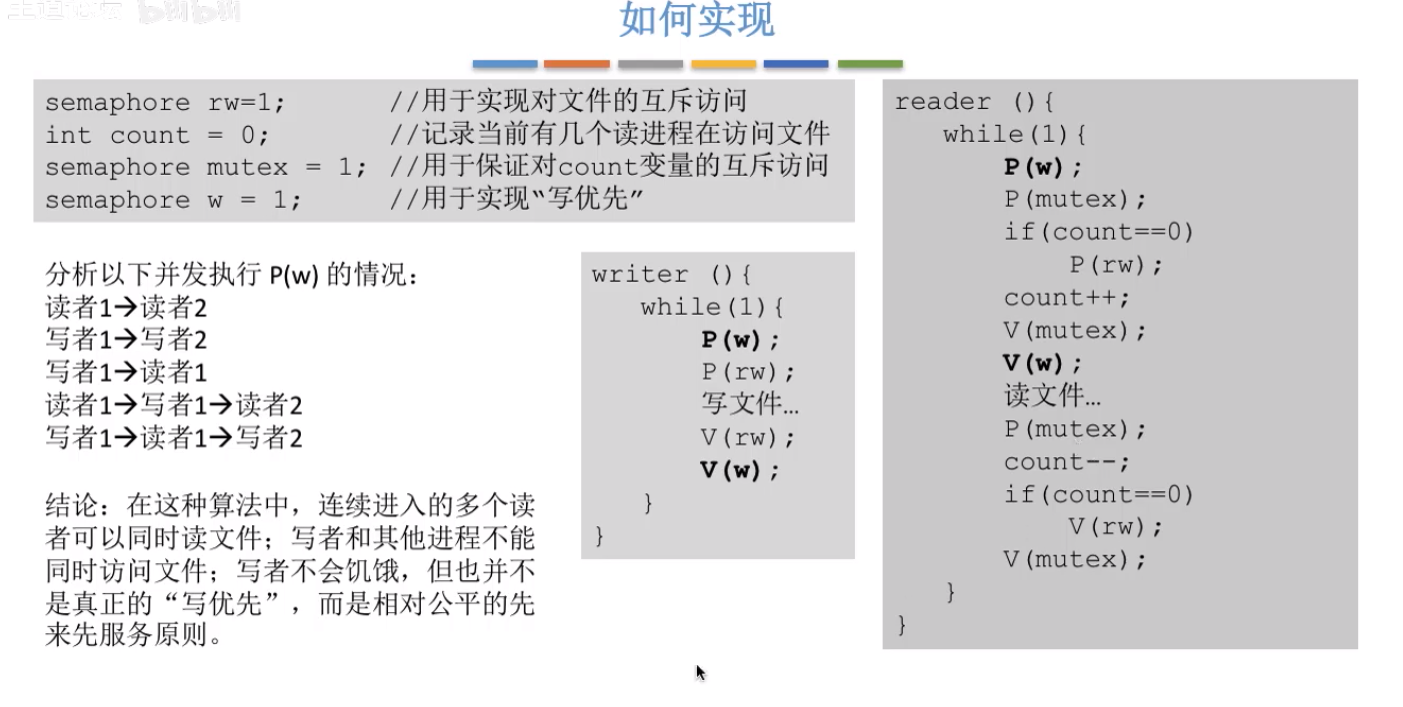 如何实现
semaphore rw=1; //用于实现对文件的互斥访问
int count = 0; //记录当前有几个读进程在访问文件
semaphore mutex = 1; //用于保证对count变量的互斥访问
semaphore w = 1; //用于实现“写优先”
分析以下并发执行 P(w) 的情况：
读者1→读者2
写者1→写者2
写者1→读者1
读者1→写者1→读者2
写者1→读者1→写者2
结论：在这种算法中，连续进入的多个读
者可以同时读文件；写者和其他进程不能
同时访问文件；写者不会饥饿，但也并不
是真正的“写优先”，而是相对公平的先
来先服务原则。
writer (){
while(1){
P(w);
P(rw);
写文件…
V(rw);
V(w);
}
}
reader (){
while(1){
P(w);
P(mutex);
if(count==0)
P(rw);
count++;
V(mutex);
V(w);
读文件…
P(mutex);
count--;
if(count==0)
V(rw);
V(mutex);
}
}